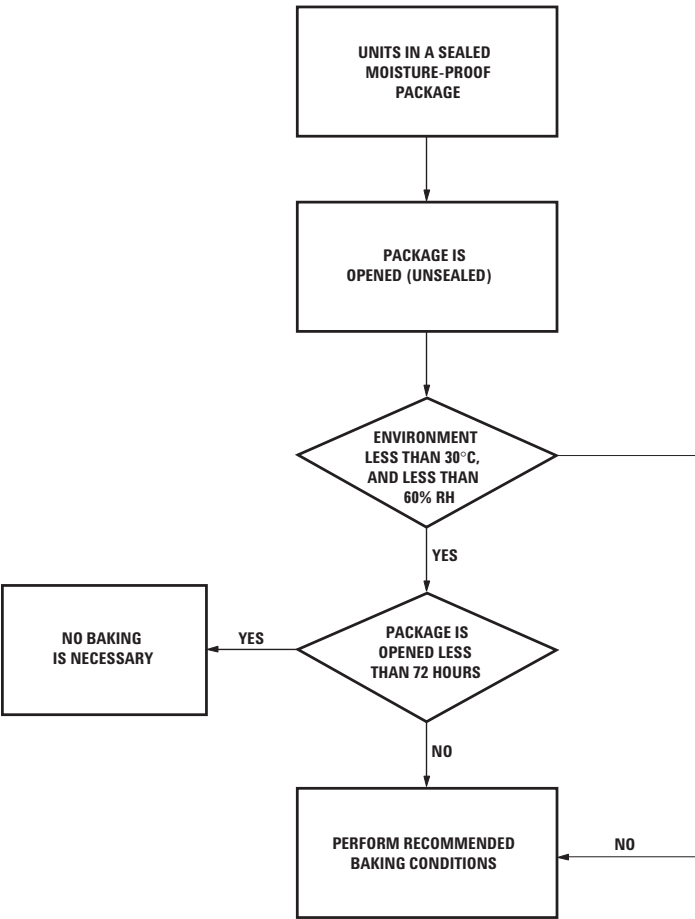 UNITS IN A SEALED
MOISTURE-PROOF
PACKAGE
PACKAGE IS
OPENED (UNSEALED)
ENVIRONMENT
LESS THAN 30°C,
AND LESS THAN
60% RH
YES
NO BAKING
IS NECESSARY
YES
PACKAGE IS
OPENED LESS
THAN 72 HOURS
NO
PERFORM RECOMMENDED
BAKING CONDITIONS
NO